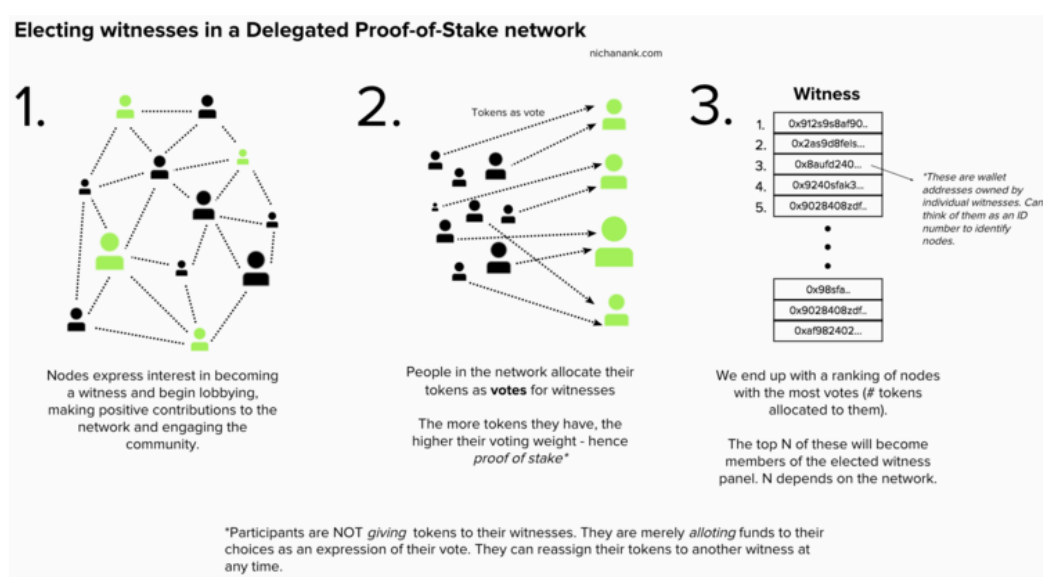 Electing witnesses in a Delegated Proof-of-Stake network
nichanank.com
1.
Nodes express interest in becoming
a witness and begin lobbying,
making positive contributions to the
network and engaging the
community.
2.
Tokens as vote
People in the network allocate their
tokens as votes for witnesses
The more tokens they have, the
higher their voting weight - hence
proof of stake*
3.
Witness
1. 0x912s9s8af90..
2. 0x2as9d8feis...
3. 0x8aufd240...
4. 0x9240sfak3...
5. 0x9028408zdf..
0x98sfa..
0x9028408zdf..
0xaf982402...
*These are wallet
addresses owned by
individual witnesses. Can
think of them as an ID
number to identify
nodes.
We end up with a ranking of nodes
with the most votes (# tokens
allocated to them).
The top N of these will become
members of the elected witness
panel. N depends on the network.
*Participants are NOT giving tokens to their witnesses. They are merely alloting funds to their
choices as an expression of their vote. They can reassign their tokens to another witness at
any time.